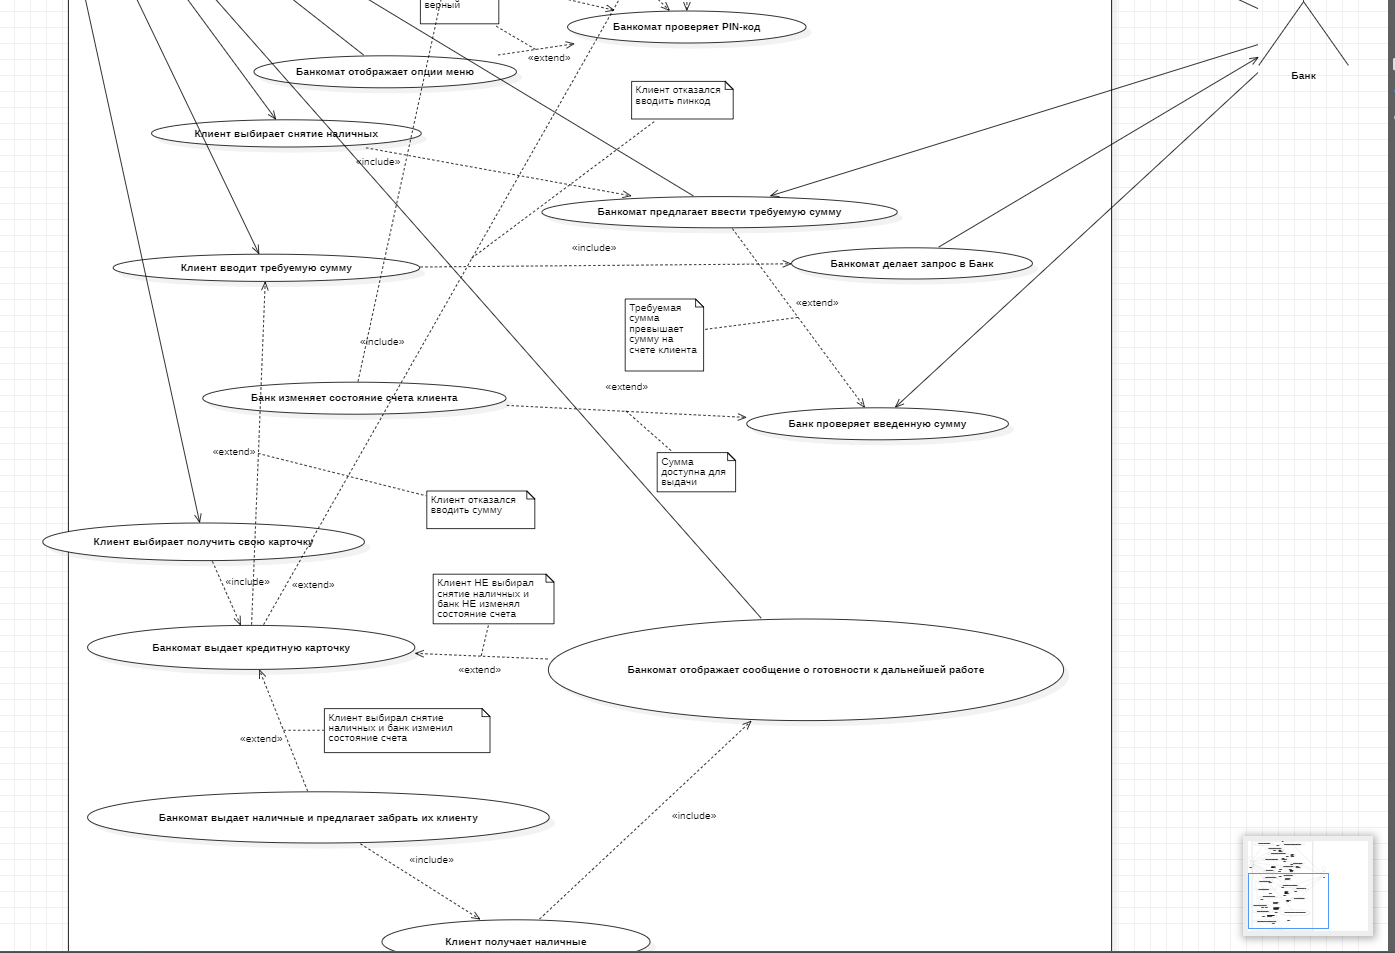 верный
Банкомат проверяет PIN-код
«extend»
Банкомат отображает опции меню
Банк
Клиент отказался
вводить пинкод
Клиент выбирает снятие наличных
«include»
Банкомат предлагает ввести требуемую сумму
«include»
Клиент вводит требуемую сумму
Банкомат делает запрос в Банк
«extend»
Требуемая
сумма
превышает
сумму на
счете клиента
«include»
«extend»
Банк изменяет состояние счета клиента
Банк проверяет введенную сумму
«extend»
Сумма
доступна для
выдачи
Клиент отказался
вводить сумму
Клиент выбирает получить свою карточку
«include»
«extend»
Клиент НЕ выбирал
снятие наличных и
банк НЕ изменял
состояние счета
Банкомат выдает кредитную карточку
«extend»
Банкомат отображает сообщение о готовности к дальнейшей работе
Клиент выбирал снятие
наличных и банк изменил
состояние счета
«extend»
Банкомат выдает наличные и предлагает забрать их клиенту
«include»
«include»
Клиент получает наличные